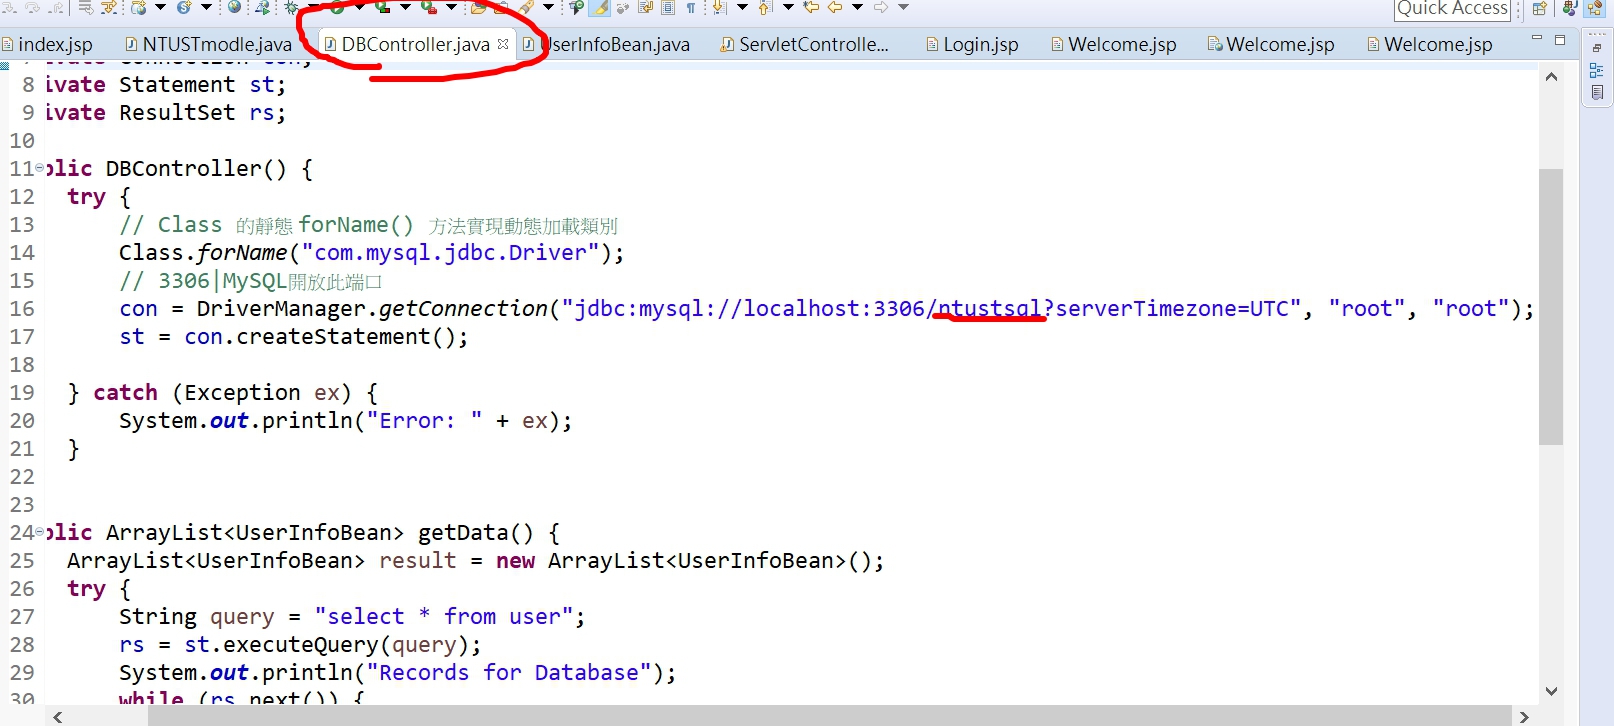 Quick Access
index.jsp NTUSTmodle.java DBController.java UserInfoBean.java ServletControlle... Login.jsp Welcome.jsp Welcome.jsp Welcome.jsp
8 ivate Statement st;
9 ivate ResultSet rs;
10
11 blic DBController() {
12 try {
13 // Class 的靜態 forName() 方法實現動態加載類別
14 Class.forName("com.mysql.jdbc.Driver");
15 // 3306|MySQL開放此端口
16 con = DriverManager.getConnection("jdbc:mysql://localhost:3306/ntustsql?serverTimezone=UTC", "root", "root");
17 st = con.createStatement();
18
19 } catch (Exception ex) {
20 System.out.println("Error: " + ex);
21 }
22
23
24 blic ArrayList<UserInfoBean> getData() {
25 ArrayList<UserInfoBean> result = new ArrayList<UserInfoBean>();
26 try {
27 String query = "select * from user";
28 rs = st.executeQuery(query);
29 System.out.println("Records for Database");
30 while (rs.next()) {